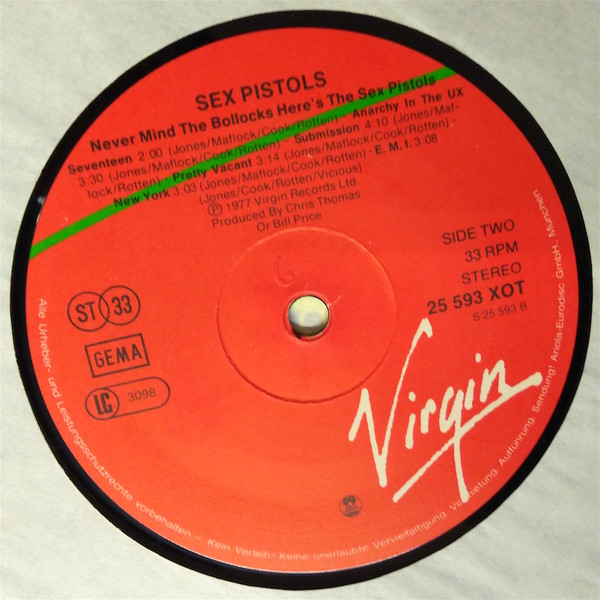 SEX PISTOLS
Never Mind The Bollocks Here's The Sex Pistols
Seventeen 2:00 (Jones/Matlock/Cook/Rotten) · Anarchy In The UX
3:30 (Jones/Matlock/Cook/Rotten) · Submission 4:10 (Jones/Mat-
lock/Rotten) · Pretty Vacant 3:14 (Jones/Matlock/Cook/Rotten) · E. M. I. 3:08
New York 3:03 (Jones/Matlock/Cook/Rotten)
(Jones/Cook/Rotten/Vicious)
Ⓟ 1977 Virgin Records Ltd.
Produced By Chris Thomas
Or Bill Price
SIDE TWO
33 RPM
STEREO
25 593 XOT
S 25 593 B
ST 33
GEMA
LC 3098
Virgin
Alle Urheber- und Leistungsschutzrechte vorbehalten – Kein Verleih! Keine unerlaubte Vervielfältigung, Vermietung, Aufführung, Sendung! Ariola-Eurodisc GmbH., München